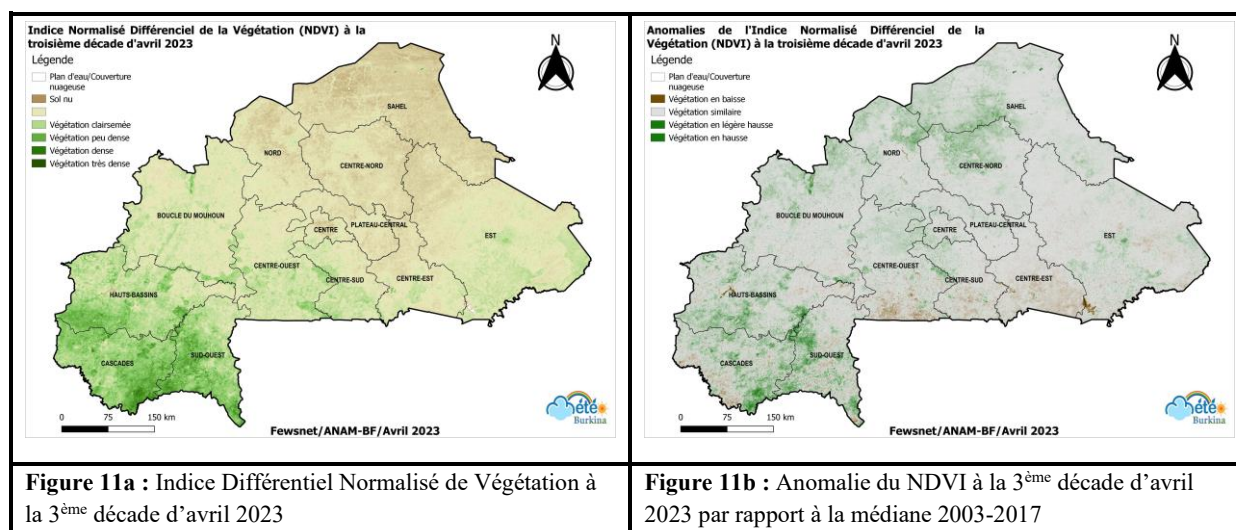 Indice Normalisé Différenciel de la Végétation (NDVI) à la
troisième décade d'avril 2023
Légende
Plan d'eau/Couverture
nuageuse
Sol nu
Végétation clairsemée
Végétation peu dense
Végétation dense
Végétation très dense
N
SAHEL
NORD
CENTRE-NORD
BOUCLE DU MOUHOUN
CENTRE
PLATEAU-CENTRAL
EST
CENTRE-OUEST
CENTRE-SUD
CENTRE-EST
HAUTS-BASSINS
CASCADES
SUD-OUEST
0 75 150 km
Fewsnet/ANAM-BF/Avril 2023
été
Burkina
Anomalies de l'Indice Normalisé Différenciel de la
Végétation (NDVI) à la troisième décade d'avril 2023
Légende
Plan d'eau/Couverture
nuageuse
Végétation en baisse
Végétation similaire
Végétation en légère hausse
Végétation en hausse
N
SAHEL
NORD
CENTRE-NORD
BOUCLE DU MOUHOUN
CENTRE
PLATEAU-CENTRAL
EST
CENTRE-OUEST
CENTRE-SUD
CENTRE-EST
HAUTS-BASSINS
CASCADES
SUD-OUEST
0 75 150 km
Fewsnet/ANAM-BF/Avril 2023
été
Burkina
Figure 11a : Indice Différentiel Normalisé de Végétation à
la 3ème décade d'avril 2023
Figure 11b : Anomalie du NDVI à la 3ème décade d'avril
2023 par rapport à la médiane 2003-2017